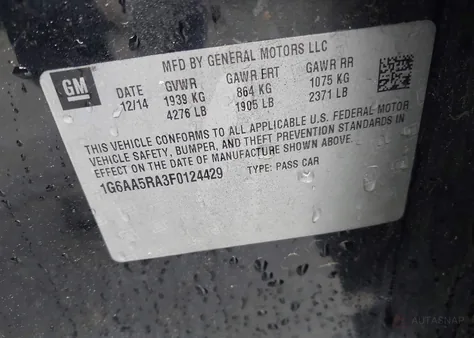 MFD BY GENERAL MOTORS LLC
GM
DATE GVWR GAWR FRT GAWR RR
12/14 1939 KG 864 KG 1075 KG
4276 LB 1905 LB 2371 LB
THIS VEHICLE CONFORMS TO ALL APPLICABLE U.S. FEDERAL MOTOR
VEHICLE SAFETY, BUMPER, AND THEFT PREVENTION STANDARDS IN
EFFECT ON THE DATE OF MANUFACTURE SHOWN ABOVE.
1G6AA5RA3F0124429 TYPE: PASS CAR
AUTASNAP